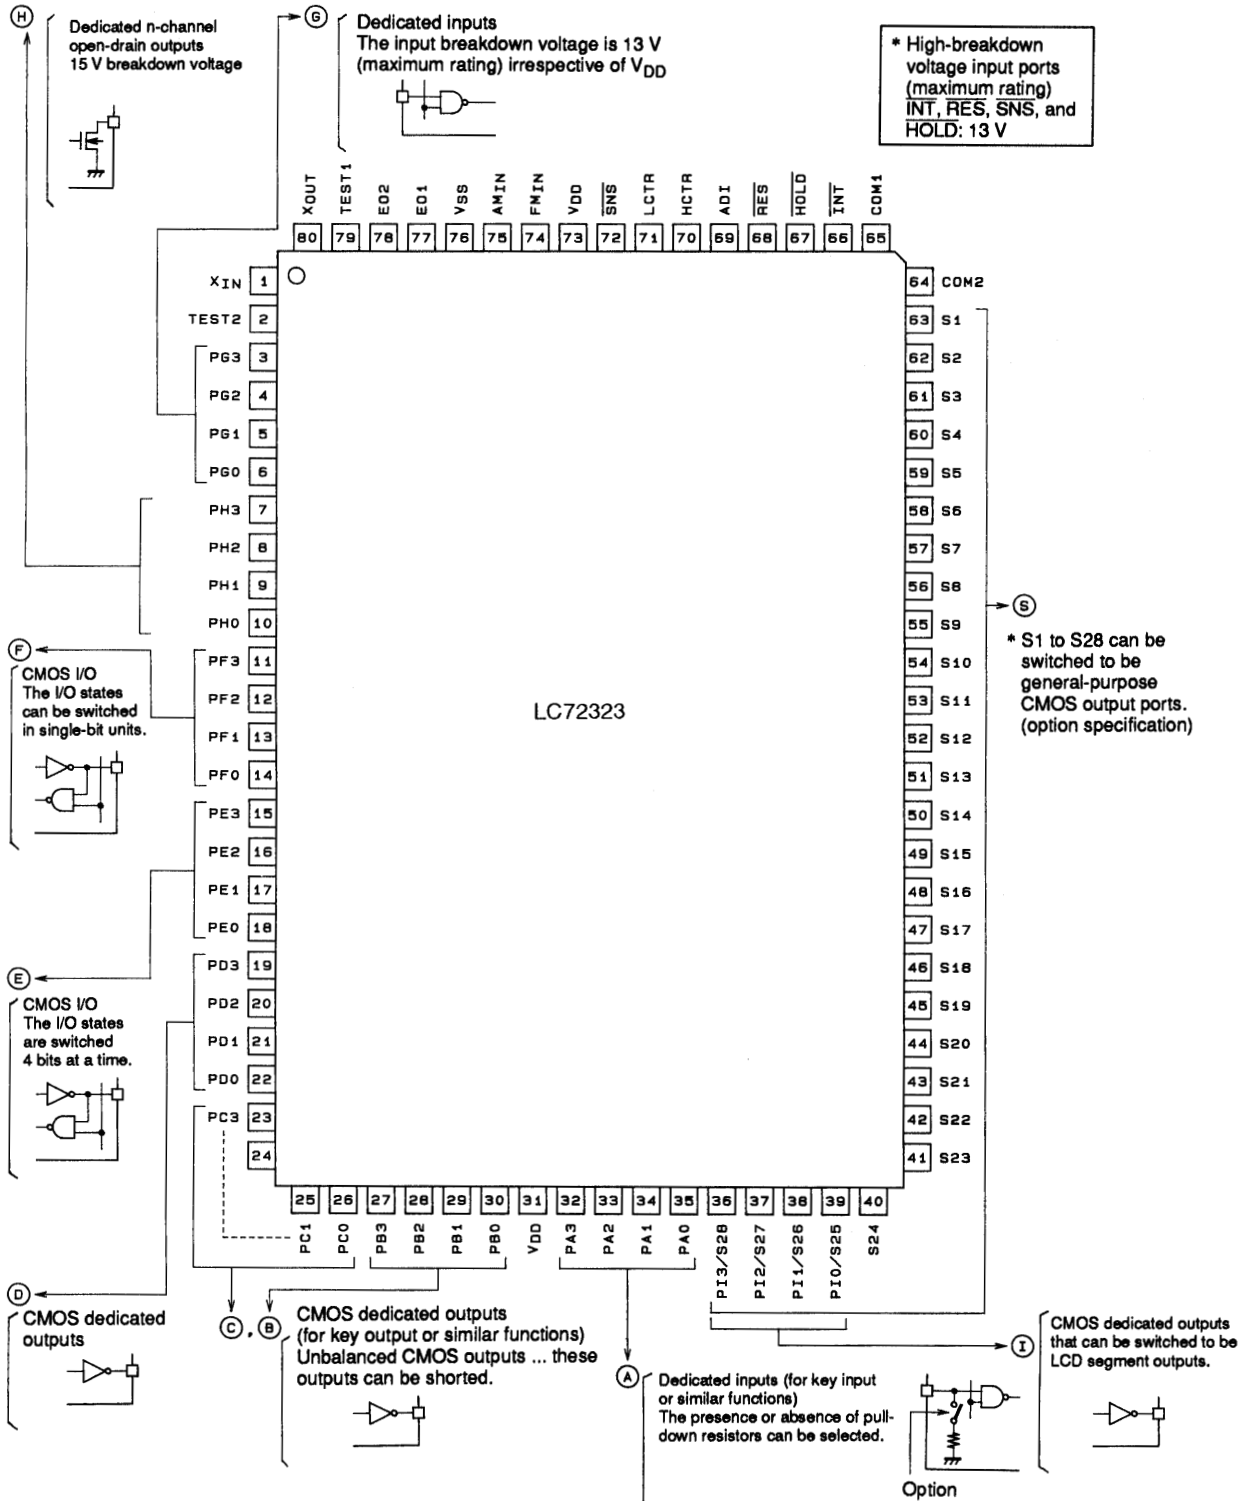 H
Dedicated n-channel
open-drain outputs
15 V breakdown voltage
G
Dedicated inputs
The input breakdown voltage is 13 V
(maximum rating) irrespective of VDD
* High-breakdown
voltage input ports
(maximum rating)
INT, RES, SNS, and
HOLD: 13 V
XOUT
TEST1
EO2
EO1
VSS
AMIN
FMIN
VDD
SNS
LCTR
HCTR
ADI
RES
HOLD
INT
COM1
80 79 78 77 76 75 74 73 72 71 70 69 68 67 66 65
XIN 1
TEST2 2
PG3 3
PG2 4
PG1 5
PG0 6
PH3 7
PH2 8
PH1 9
PH0 10
PF3 11
PF2 12
PF1 13
PF0 14
PE3 15
PE2 16
PE1 17
PE0 18
PD3 19
PD2 20
PD1 21
PD0 22
PC3 23
24
F
CMOS I/O
The I/O states
can be switched
in single-bit units.
E
CMOS I/O
The I/O states
are switched
4 bits at a time.
LC72323
64 COM2
63 S1
62 S2
61 S3
60 S4
59 S5
58 S6
57 S7
56 S8
55 S9
54 S10
53 S11
52 S12
51 S13
50 S14
49 S15
48 S16
47 S17
46 S18
45 S19
44 S20
43 S21
42 S22
41 S23
S
* S1 to S28 can be
switched to be
general-purpose
CMOS output ports.
(option specification)
25 26 27 28 29 30 31 32 33 34 35 36 37 38 39 40
PC1
PC0
PB3
PB2
PB1
PB0
VDD
PA3
PA2
PA1
PA0
PI3/S28
PI2/S27
PI1/S26
PI0/S25
S24
D
CMOS dedicated
outputs
C , B
CMOS dedicated outputs
(for key output or similar functions)
Unbalanced CMOS outputs ... these
outputs can be shorted.
A
Dedicated inputs (for key input
or similar functions)
The presence or absence of pull-
down resistors can be selected.
Option
I
CMOS dedicated outputs
that can be switched to be
LCD segment outputs.